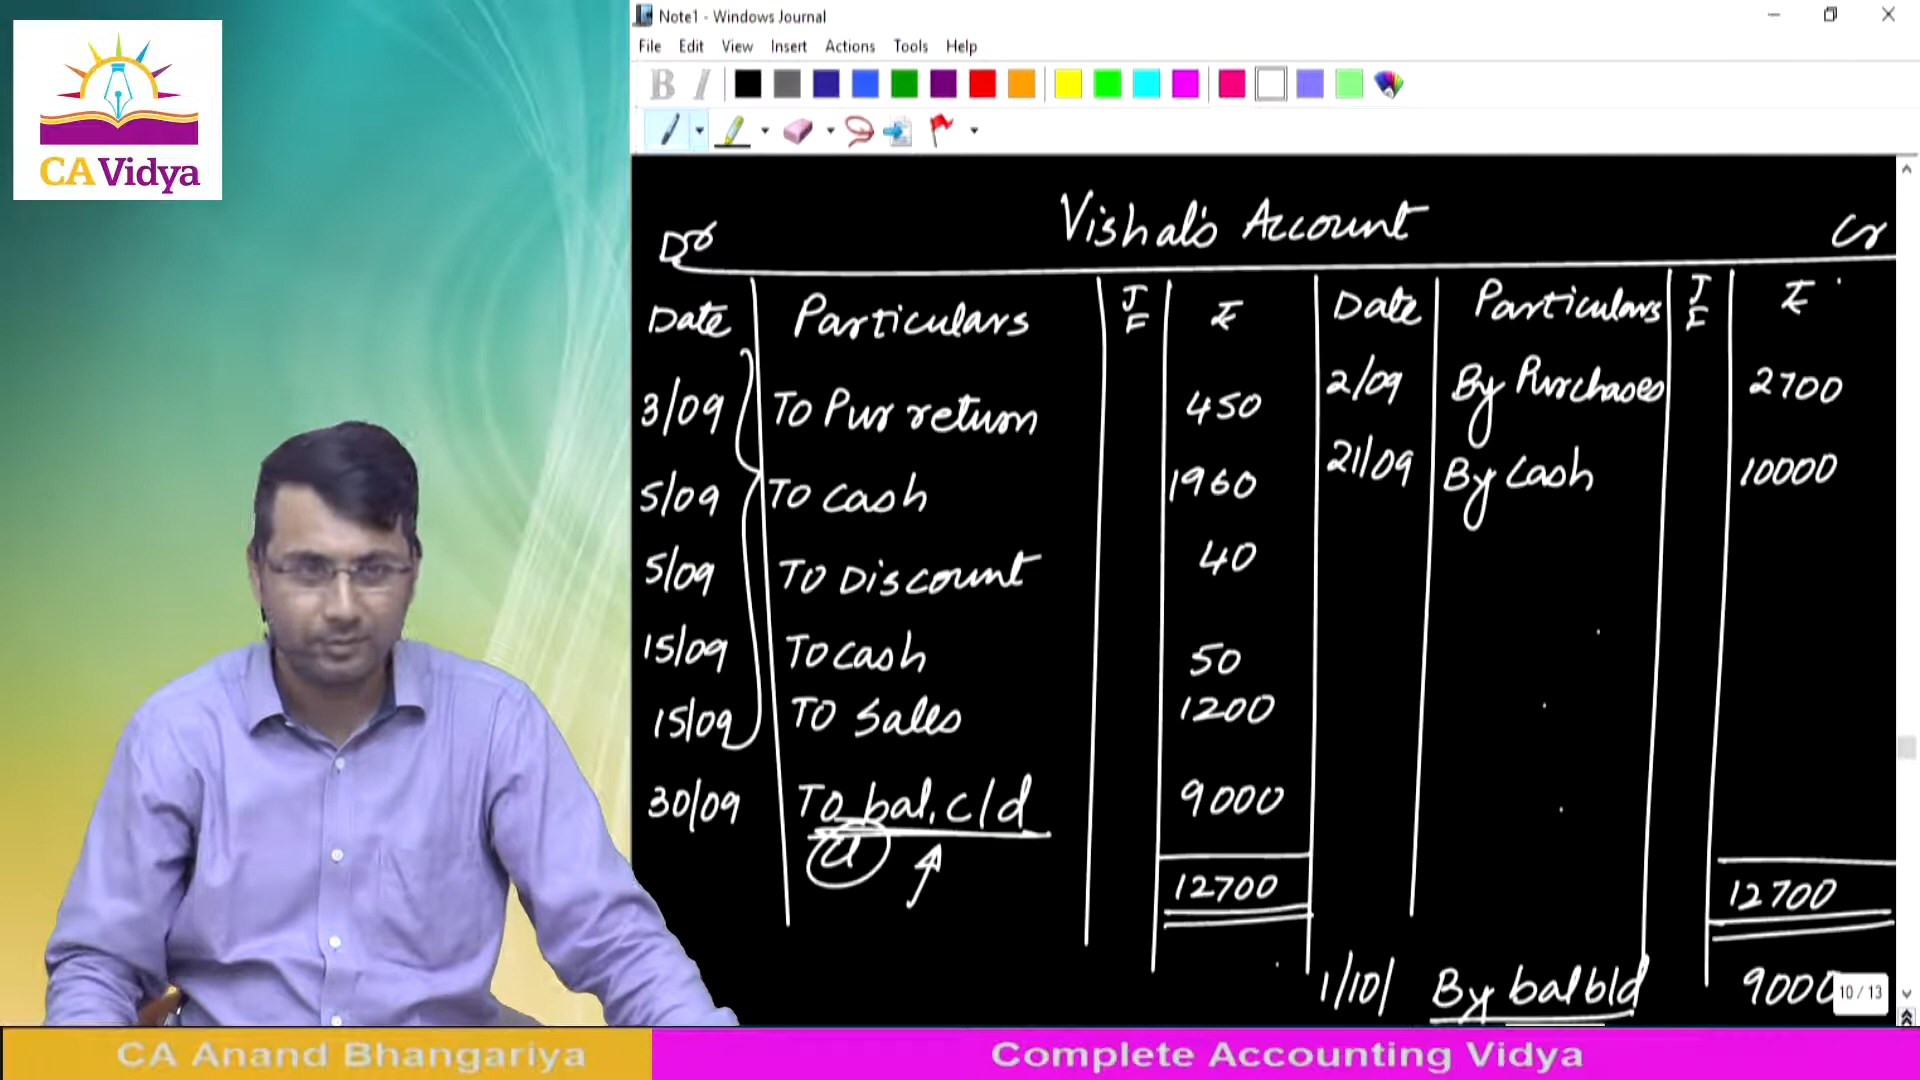 CA Vidya
Note1 - Windows Journal
File Edit View Insert Actions Tools Help
B I
Vishal's Account
Dr Cr
Date Particulars J F ₹ Date Particulars J F ₹
3/09 To Pur return 450 2/09 By Purchases 2700
5/09 To Cash 1960 21/09 By Cash 10000
5/09 To Discount 40
15/09 To cash 50
15/09 To Sales 1200
30/09 To bal. c/d 9000
12700 12700
1/10/ By bal b/d 9000
10 / 13
CA Anand Bhangariya
Complete Accounting Vidya